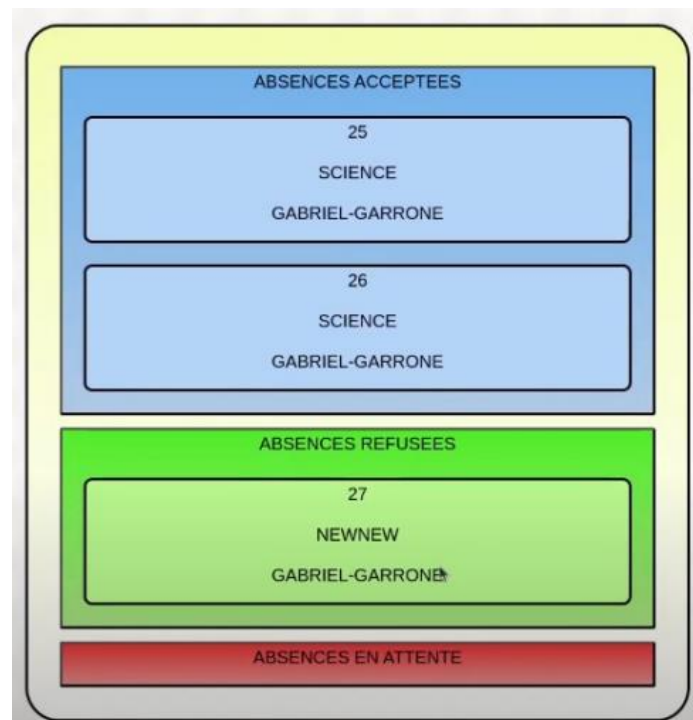 ABSENCES ACCEPTEES
25
SCIENCE
GABRIEL-GARRONE
26
SCIENCE
GABRIEL-GARRONE
ABSENCES REFUSEES
27
NEWNEW
GABRIEL-GARRONE
ABSENCES EN ATTENTE